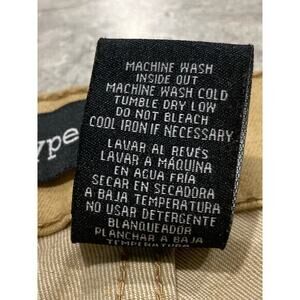 ype
MACHINE WASH
INSIDE OUT
MACHINE WASH COLD
TUMBLE DRY LOW
DO NOT BLEACH
COOL IRON IF NECESSARY.
LAVAR AL REVÉS
LAVAR A MÁQUINA
EN AGUA FRÍA
SECAR EN SECADORA
A BAJA TEMPERATURA
NO USAR DETERGENTE
BLANQUEADOR
PLANCHAR A BAJA
TEMPERATURA